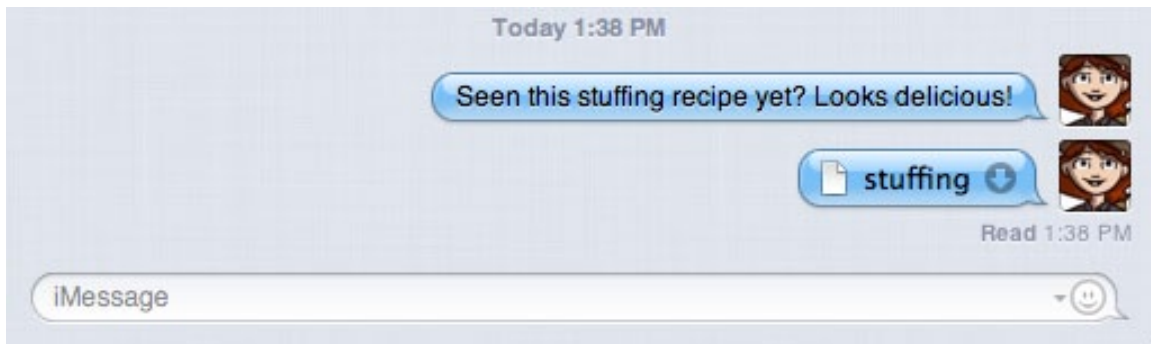 Today 1:38 PM
Seen this stuffing recipe yet? Looks delicious!
stuffing
Read 1:38 PM
iMessage